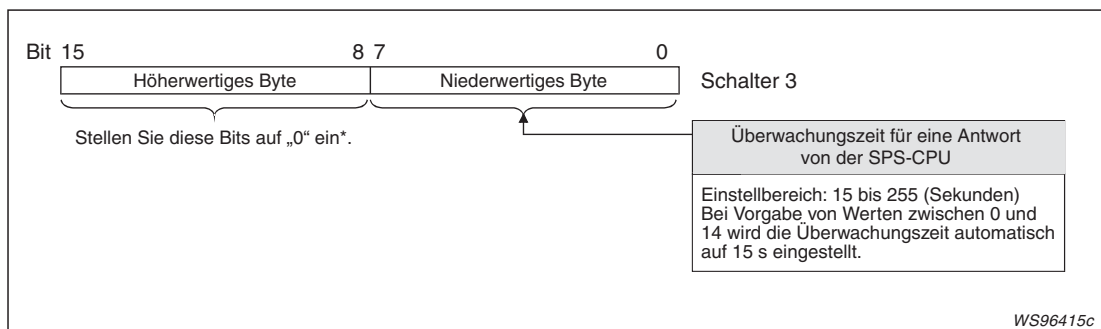 Bit 15 8 7 0
Höherwertiges Byte Niederwertiges Byte Schalter 3
Stellen Sie diese Bits auf „0“ ein*.
Überwachungszeit für eine Antwort
von der SPS-CPU
Einstellbereich: 15 bis 255 (Sekunden)
Bei Vorgabe von Werten zwischen 0 und
14 wird die Überwachungszeit automatisch
auf 15 s eingestellt.
WS96415c